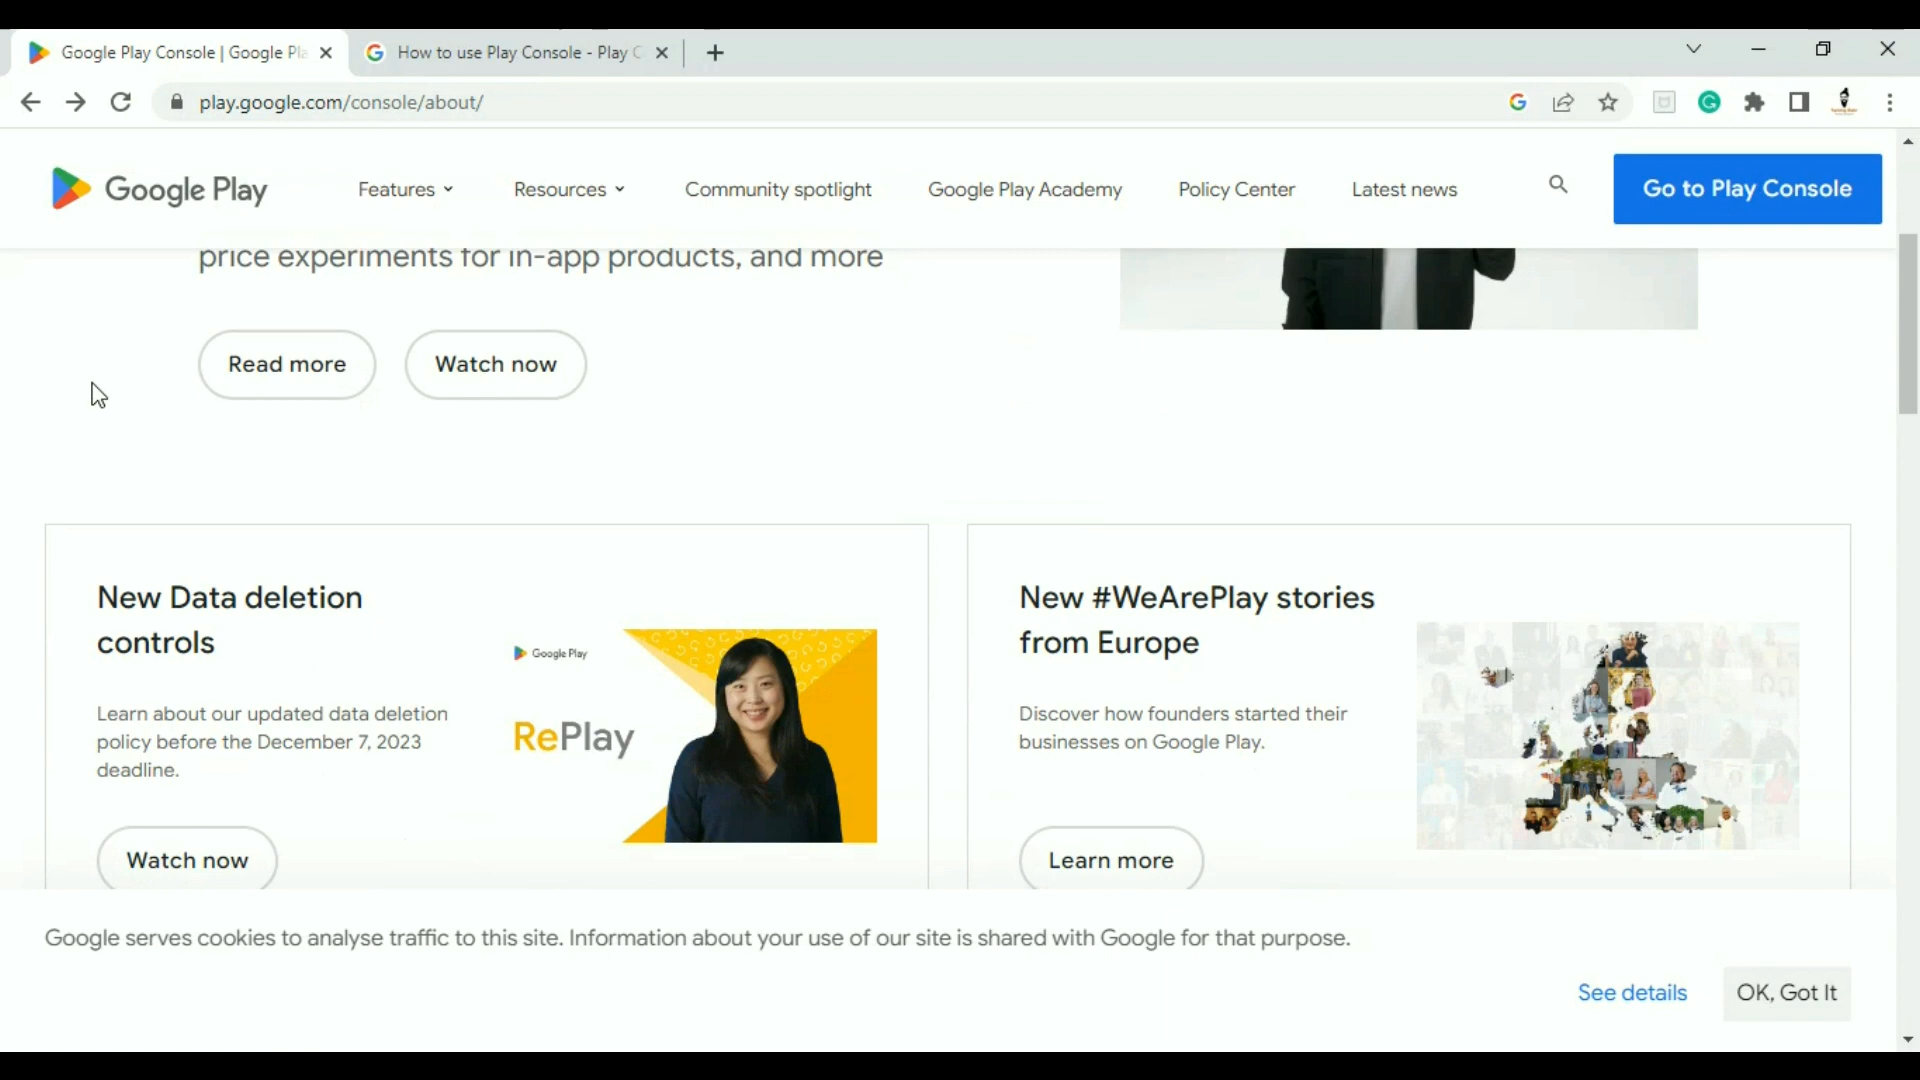 Google Play Console | Google Pla
How to use Play Console - Play C
play.google.com/console/about/
Google Play
Features
Resources
Community spotlight
Google Play Academy
Policy Center
Latest news
Go to Play Console
price experiments for in-app products, and more
Read more
Watch now
New Data deletion
controls
Learn about our updated data deletion
policy before the December 7, 2023
deadline.
Watch now
Google Play
RePlay
New #WeArePlay stories
from Europe
Discover how founders started their
businesses on Google Play.
Learn more
Google serves cookies to analyse traffic to this site. Information about your use of our site is shared with Google for that purpose.
See details
OK, Got It